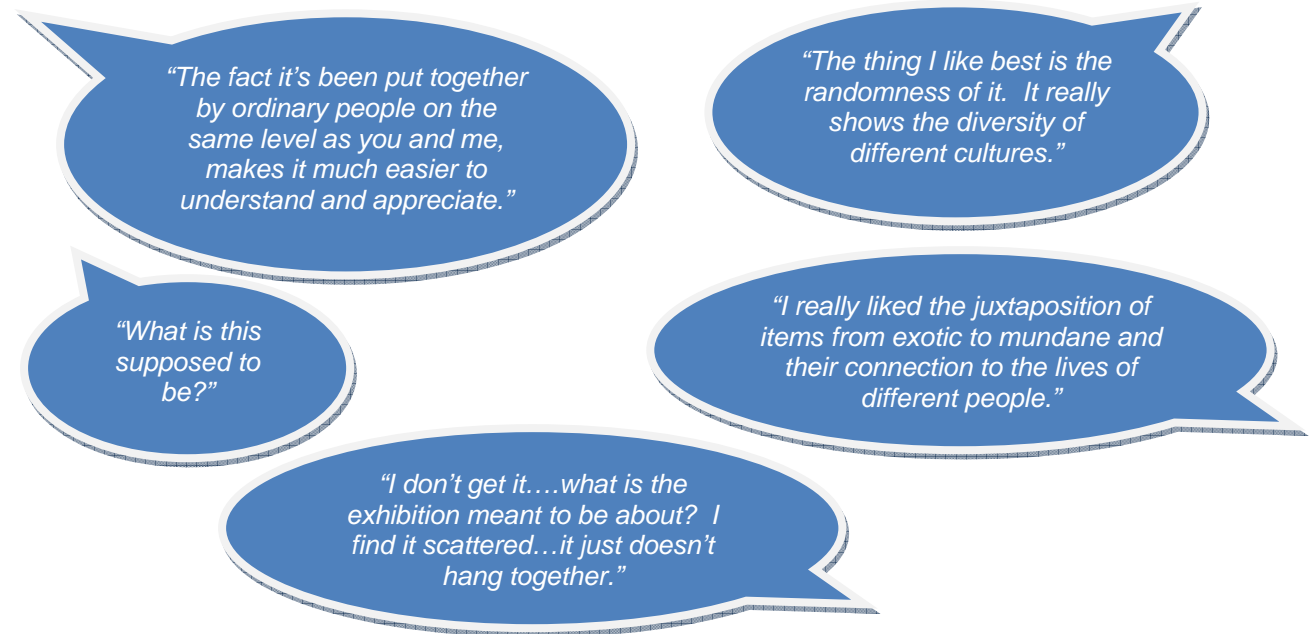 “The fact it’s been put together
by ordinary people on the
same level as you and me,
makes it much easier to
understand and appreciate.”
“The thing I like best is the
randomness of it.  It really
shows the diversity of
different cultures.”
“What is this
supposed to
be?”
“I really liked the juxtaposition of
items from exotic to mundane and
their connection to the lives of
different people.”
“I don’t get it….what is the
exhibition meant to be about?  I
find it scattered…it just doesn’t
hang together.”